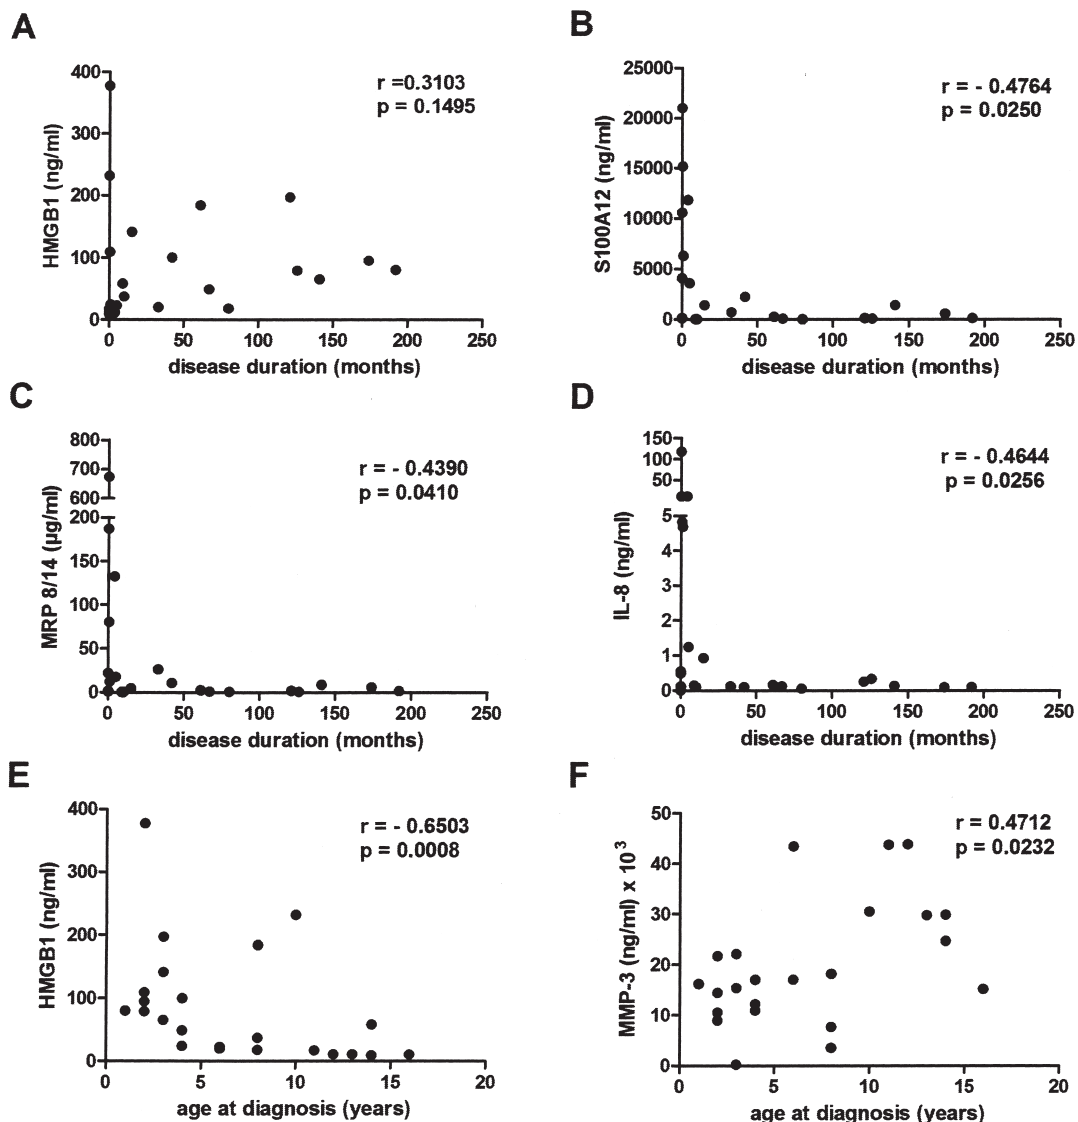 A
HMGB1 (ng/ml)
400
300
200
100
0
r =0.3103
p = 0.1495
0 50 100 150 200 250
disease duration (months)
B
S100A12 (ng/ml)
25000
20000
15000
10000
5000
0
r = - 0.4764
p = 0.0250
0 50 100 150 200 250
disease duration (months)
C
MRP 8/14 (µg/ml)
800
700
600
200
150
100
50
0
r = - 0.4390
p = 0.0410
0 50 100 150 200 250
disease duration (months)
D
IL-8 (ng/ml)
150
100
50
5
4
3
2
1
0
r = - 0.4644
p = 0.0256
0 50 100 150 200 250
disease duration (months)
E
HMGB1 (ng/ml)
400
300
200
100
0
r = - 0.6503
p = 0.0008
0 5 10 15 20
age at diagnosis (years)
F
MMP-3 (ng/ml) x 10³
50
40
30
20
10
0
r = 0.4712
p = 0.0232
0 5 10 15 20
age at diagnosis (years)